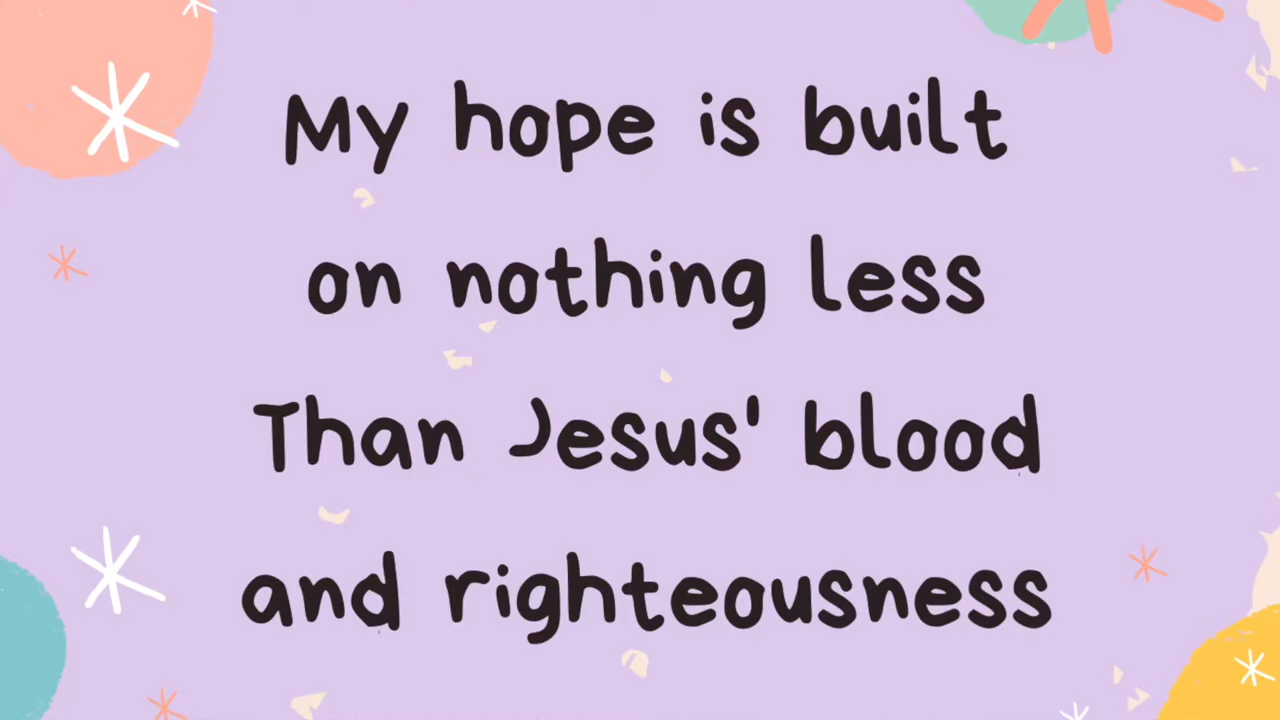 My hope is built
on nothing less
Than Jesus' blood
and righteousness